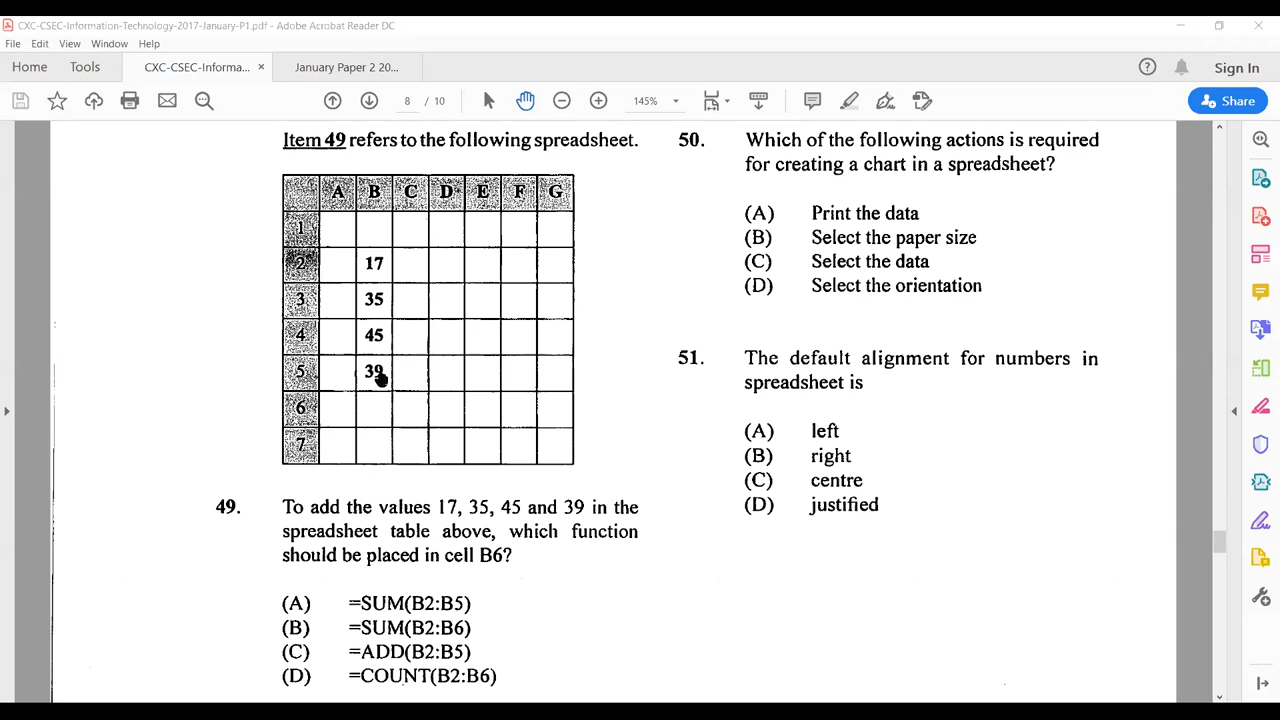 CXC-CSEC-Information-Technology-2017-January-P1.pdf - Adobe Acrobat Reader DC
File Edit View Window Help
Home Tools CXC-CSEC-Informa... × January Paper 2 20... Sign In
8 / 10 145% Share
Item 49 refers to the following spreadsheet.
A B C D E F G
1
2 17
3 35
4 45
5 39
6
7
49. To add the values 17, 35, 45 and 39 in the
spreadsheet table above, which function
should be placed in cell B6?
(A) =SUM(B2:B5)
(B) =SUM(B2:B6)
(C) =ADD(B2:B5)
(D) =COUNT(B2:B6)
50. Which of the following actions is required
for creating a chart in a spreadsheet?
(A) Print the data
(B) Select the paper size
(C) Select the data
(D) Select the orientation
51. The default alignment for numbers in
spreadsheet is
(A) left
(B) right
(C) centre
(D) justified